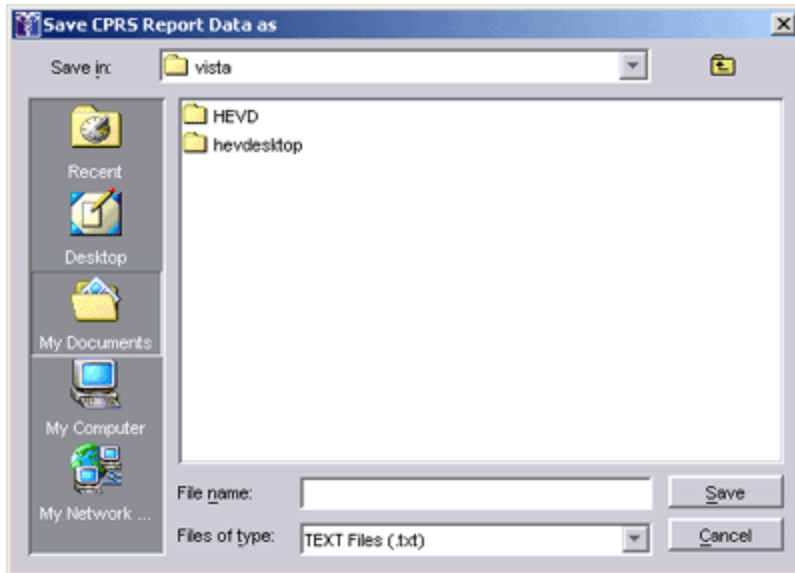 Save CPRS Report Data as
Save in: vista
HEVD
hevdesktop
Recent
Desktop
My Documents
My Computer
My Network ...
File name: Save
Files of type: TEXT Files (.txt) Cancel